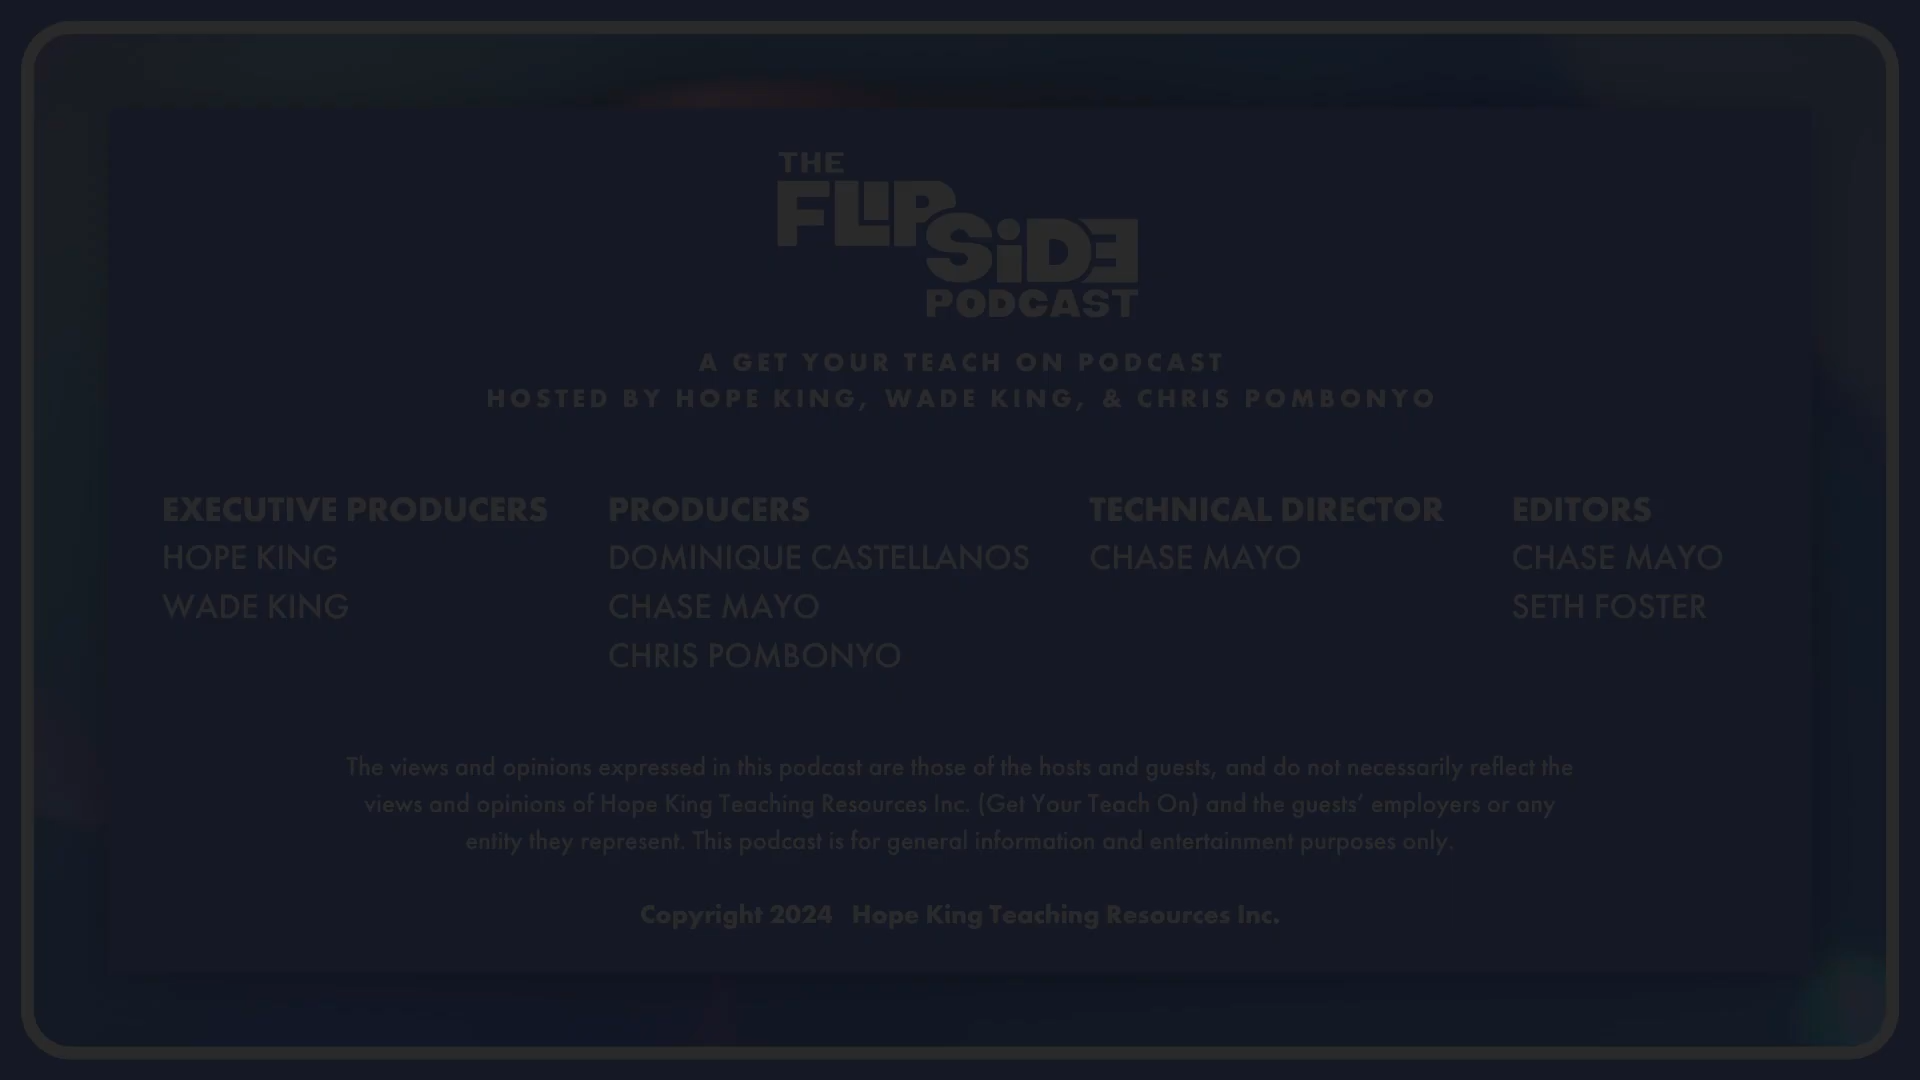 THE
FLIP
SiDE
PODCAST
A GET YOUR TEACH ON PODCAST
HOSTED BY HOPE KING, WADE KING, & CHRIS POMBONYO
EXECUTIVE PRODUCERS
HOPE KING
WADE KING
PRODUCERS
DOMINIQUE CASTELLANOS
CHASE MAYO
CHRIS POMBONYO
TECHNICAL DIRECTOR
CHASE MAYO
EDITORS
CHASE MAYO
SETH FOSTER
The views and opinions expressed in this podcast are those of the hosts and guests, and do not necessarily reflect the
views and opinions of Hope King Teaching Resources Inc. (Get Your Teach On) and the guests’ employers or any
entity they represent. This podcast is for general information and entertainment purposes only.
Copyright 2024 Hope King Teaching Resources Inc.